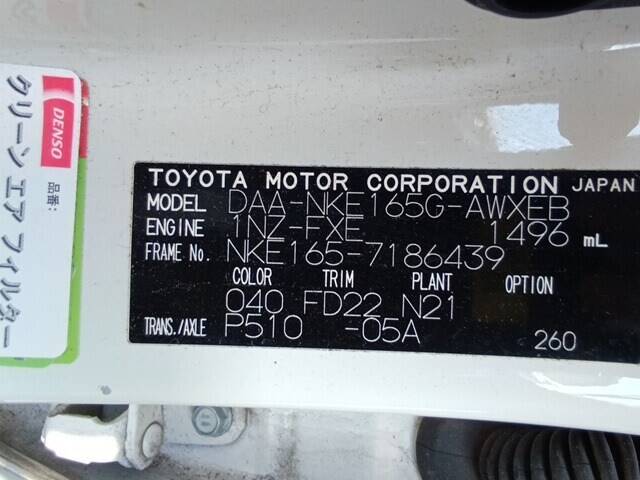 TOYOTA MOTOR CORPORATION JAPAN
MODEL DAA-NKE165G-AWXEB
ENGINE 1NZ-FXE 1496 mL
FRAME No. NKE165-7186439
COLOR TRIM PLANT OPTION
040 FD22 N21
TRANS./AXLE P510 -05A 260
DENSO
クリーンエアフィルター
品番: